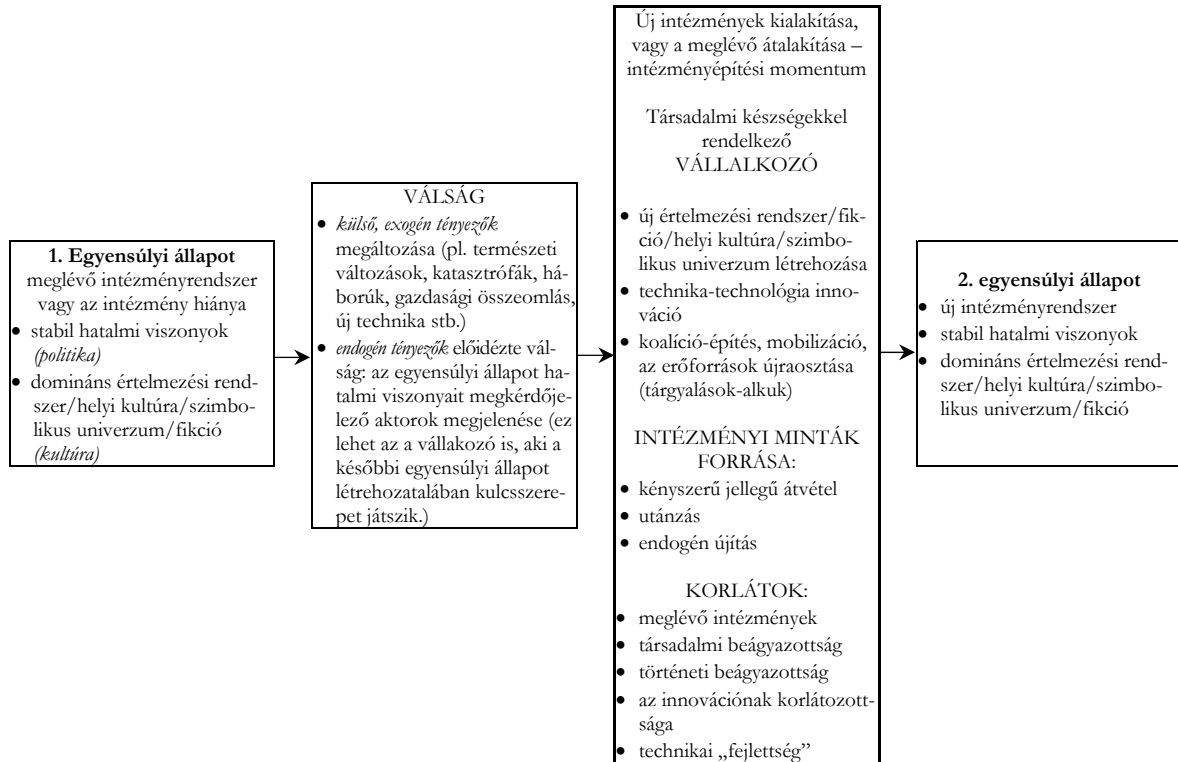 1. Egyensúlyi állapot
meglévő intézményrendszer
vagy az intézmény hiánya
• stabil hatalmi viszonyok
(politika)
• domináns értelmezési rend-
szer/helyi kultúra/szimbo-
likus univerzum/fikció
(kultúra)
VÁLSÁG
• külső, exogén tényezők
megáltozása (pl. természeti
változások, katasztrófák, há-
borúk, gazdasági összeomlás,
új technika stb.)
• endogén tényezők előidézte vál-
ság: az egyensúlyi állapot ha-
talmi viszonyait megkérdője-
lező aktorok megjelenése (ez
lehet az a vállakozó is, aki a
későbbi egyensúlyi állapot
létrehozatalában kulcsszere-
pet játszik.)
Új intézmények kialakítása,
vagy a meglévő átalakítása –
intézményépítési momentum
Társadalmi készségekkel
rendelkező
VÁLLALKOZÓ
• új értelmezési rendszer/fik-
ció/helyi kultúra/szimbo-
likus univerzum létrehozása
• technika-technológia inno-
váció
• koalíció-építés, mobilizáció,
az erőforrások újraosztása
(tárgyalások-alkuk)
INTÉZMÉNYI MINTÁK
FORRÁSA:
• kényszerű jellegű átvétel
• utánzás
• endogén újítás
KORLÁTOK:
• meglévő intézmények
• társadalmi beágyazottság
• történeti beágyazottság
• az innovációnak korlátozott-
sága
• technikai „fejlettség”
2. egyensúlyi állapot
• új intézményrendszer
• stabil hatalmi viszonyok
• domináns értelmezési rend-
szer/helyi kultúra/szimbo-
likus univerzum/fikció